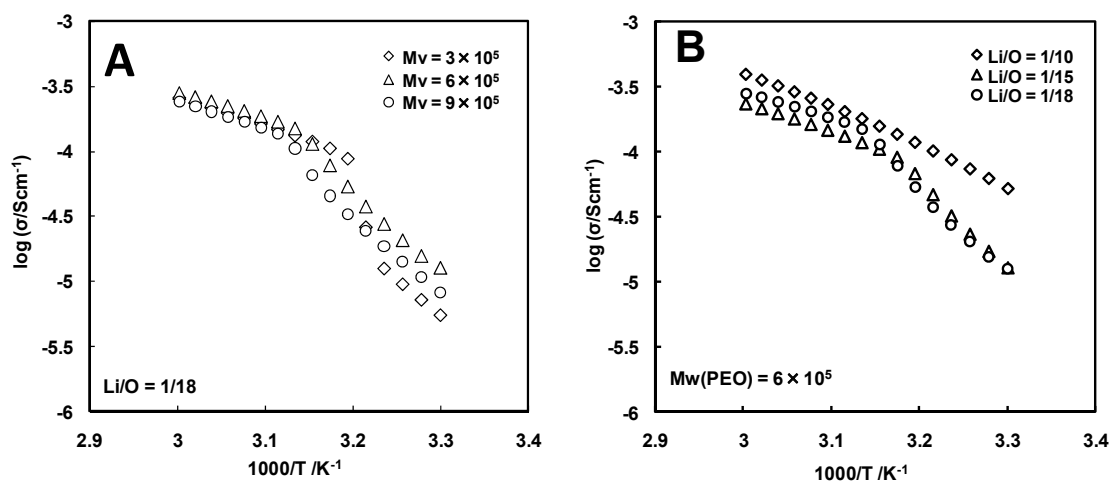 A
Mv = 3 × 10⁵
Mv = 6 × 10⁵
Mv = 9 × 10⁵
-3
-3.5
-4
-4.5
-5
-5.5
-6
log (σ/Scm⁻¹)
Li/O = 1/18
2.9
3
3.1
3.2
3.3
3.4
1000/T /K⁻¹
B
Li/O = 1/10
Li/O = 1/15
Li/O = 1/18
-3
-3.5
-4
-4.5
-5
-5.5
-6
log (σ/Scm⁻¹)
Mw(PEO) = 6 × 10⁵
2.9
3
3.1
3.2
3.3
3.4
1000/T /K⁻¹